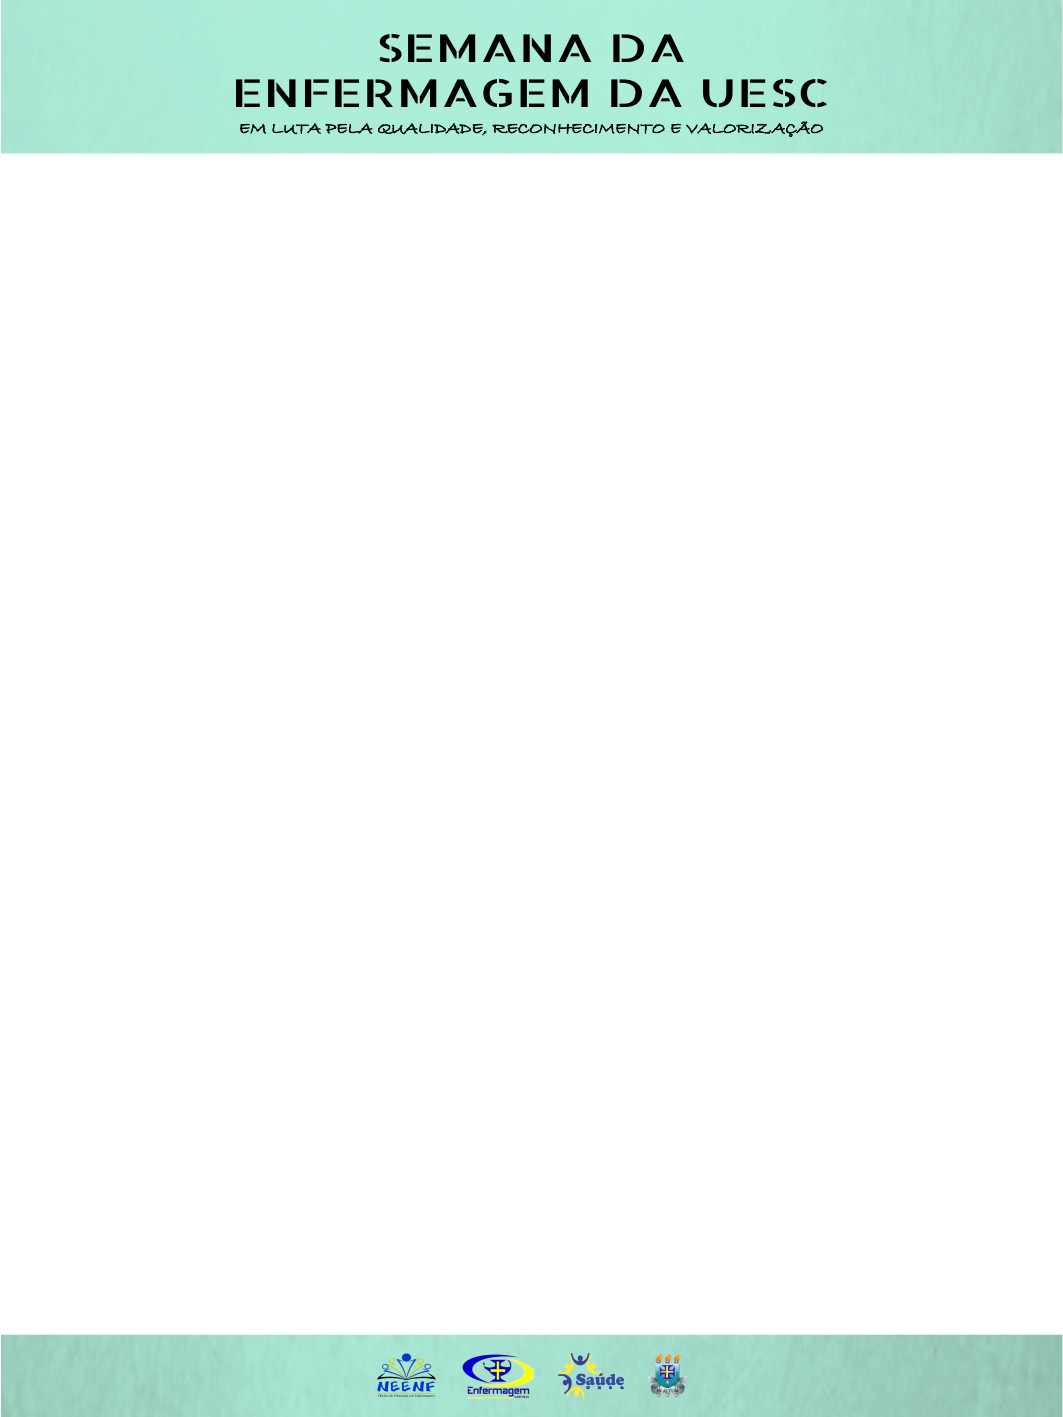 SEMANA DA
ENFERMAGEM DA UESC
EM LUTA PELA QUALIDADE, RECONHECIMENTO E VALORIZAÇÃO
NEENF
Enfermagem
Saúde